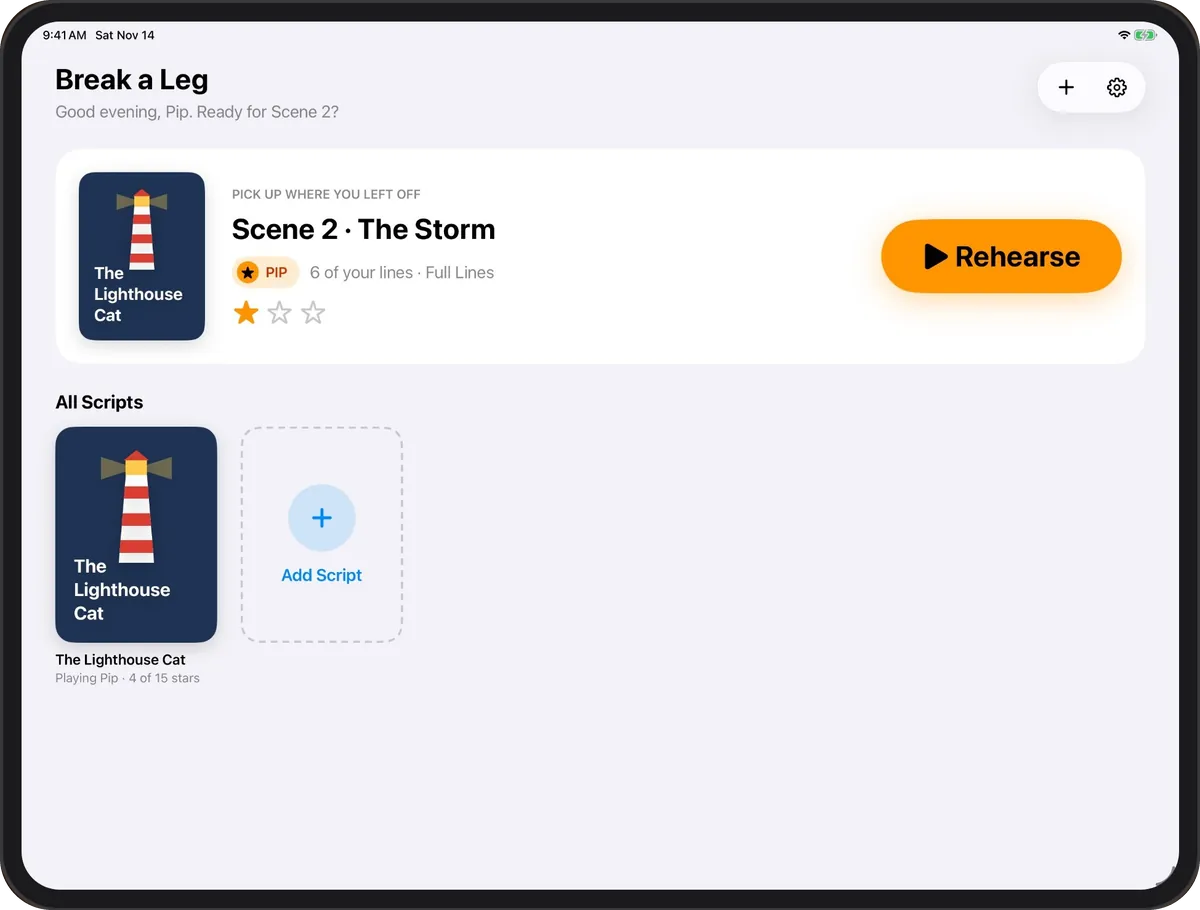 9:41 AM Sat Nov 14
Break a Leg
Good evening, Pip. Ready for Scene 2?
The
Lighthouse
Cat
PICK UP WHERE YOU LEFT OFF
Scene 2 · The Storm
PIP 6 of your lines · Full Lines
Rehearse
All Scripts
The
Lighthouse
Cat
Add Script
The Lighthouse Cat
Playing Pip · 4 of 15 stars